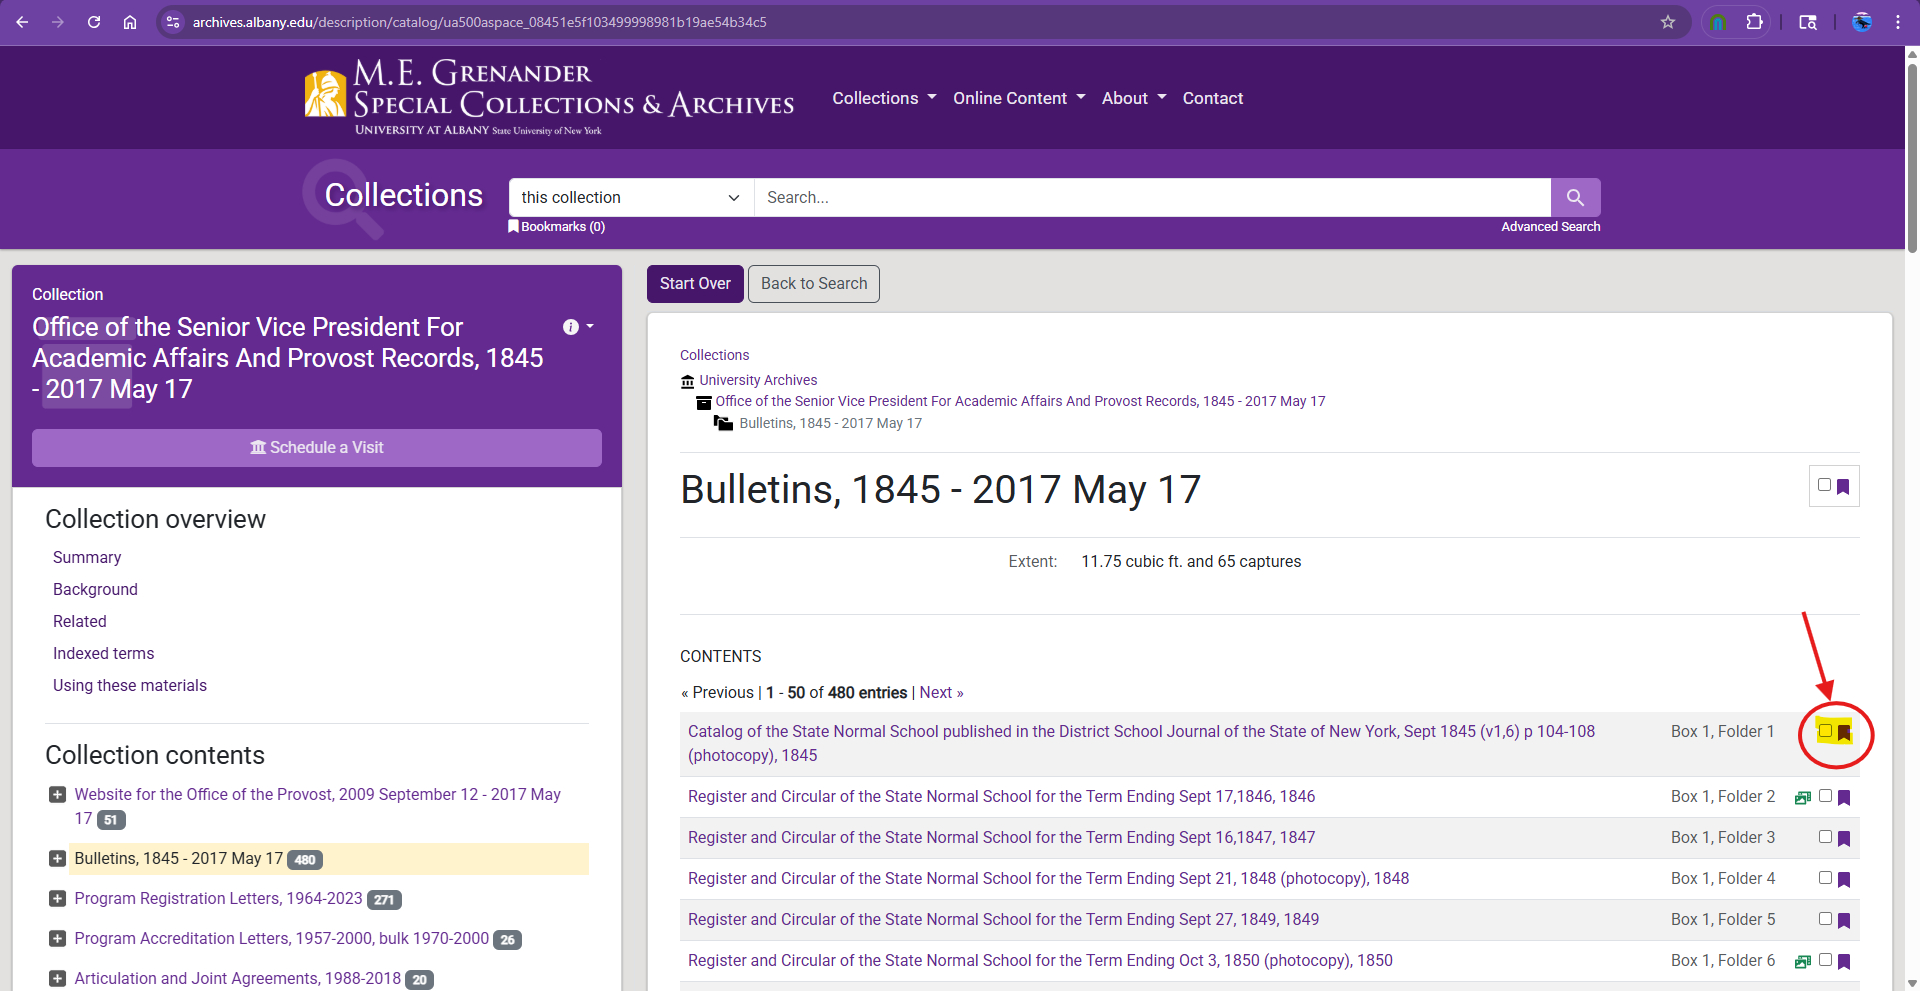 archives.albany.edu/description/catalog/ua500aspace_08451e5f103499998981b19ae54b34c5
M.E. Grenander
Special Collections & Archives
University at Albany State University of New York
Collections
Online Content
About
Contact
Collections
this collection
Search...
Bookmarks (0)
Advanced Search
Collection
Office of the Senior Vice President For
Academic Affairs And Provost Records, 1845
- 2017 May 17
Schedule a Visit
Collection overview
Summary
Background
Related
Indexed terms
Using these materials
Collection contents
Website for the Office of the Provost, 2009 September 12 - 2017 May
17 51
Bulletins, 1845 - 2017 May 17 480
Program Registration Letters, 1964-2023 271
Program Accreditation Letters, 1957-2000, bulk 1970-2000 26
Articulation and Joint Agreements, 1988-2018 20
Start Over
Back to Search
Collections
University Archives
Office of the Senior Vice President For Academic Affairs And Provost Records, 1845 - 2017 May 17
Bulletins, 1845 - 2017 May 17
Bulletins, 1845 - 2017 May 17
Extent: 11.75 cubic ft. and 65 captures
CONTENTS
« Previous | 1 - 50 of 480 entries | Next »
Catalog of the State Normal School published in the District School Journal of the State of New York, Sept 1845 (v1,6) p 104-108 Box 1, Folder 1
(photocopy), 1845
Register and Circular of the State Normal School for the Term Ending Sept 17,1846, 1846 Box 1, Folder 2
Register and Circular of the State Normal School for the Term Ending Sept 16,1847, 1847 Box 1, Folder 3
Register and Circular of the State Normal School for the Term Ending Sept 21, 1848 (photocopy), 1848 Box 1, Folder 4
Register and Circular of the State Normal School for the Term Ending Sept 27, 1849, 1849 Box 1, Folder 5
Register and Circular of the State Normal School for the Term Ending Oct 3, 1850 (photocopy), 1850 Box 1, Folder 6